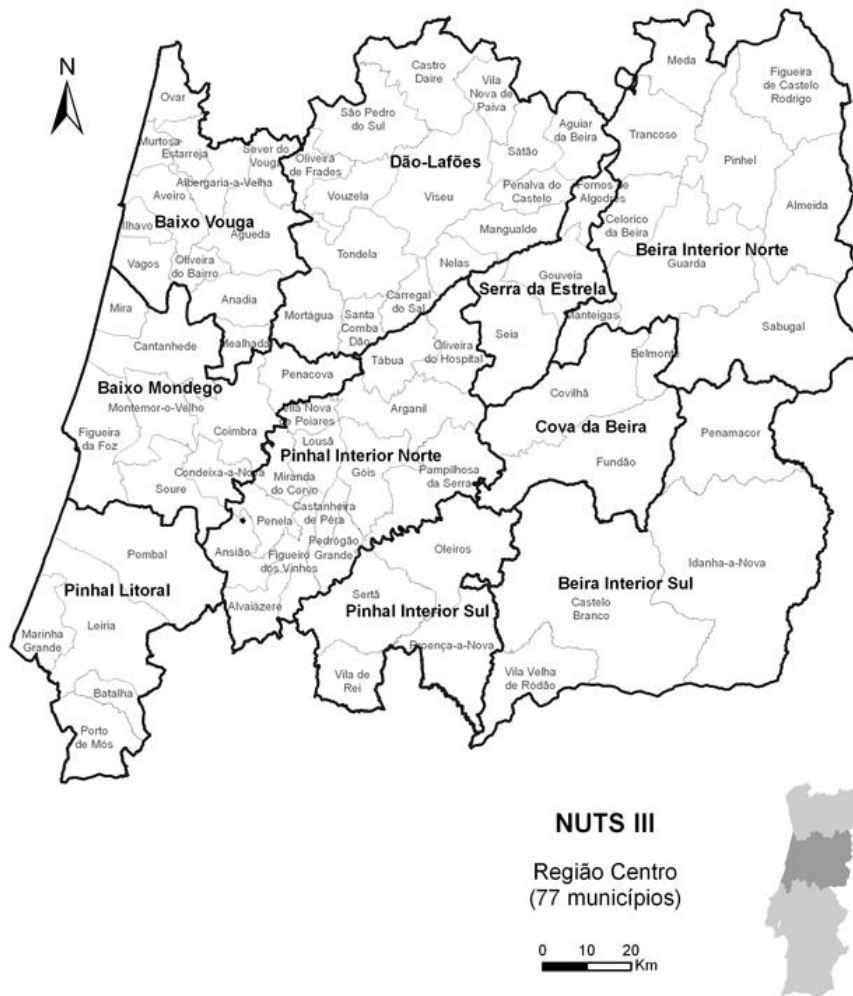 N
Ovar
Castro
Daire
Meda
Figueira
de Castelo
Rodrigo
Vila
Nova de
Paiva
São Pedro
do Sul
Aguiar
da Beira
Trancoso
Murtosa
Estarreja
Sever do
Vouga
Oliveira
de Frades
Dão-Lafões
Sátão
Pinhel
Albergaria-a-Velha
Aveiro
Vouzela
Viseu
Penalva do
Castelo
Fornos de
Algodres
Almeida
Ílhavo
Baixo Vouga
Águeda
Mangualde
Celorico
da Beira
Beira Interior Norte
Vagos
Oliveira
do Bairro
Tondela
Nelas
Gouveia
Guarda
Serra da Estrela
Anadia
Mira
Mortágua
Santa
Comba
Dão
Carregal
do Sal
Manteigas
Sabugal
Cantanhede
Mealhada
Tábua
Oliveira
do Hospital
Seia
Belmonte
Baixo Mondego
Penacova
Covilhã
Montemor-o-Velho
Vila Nova
de Poiares
Arganil
Figueira
da Foz
Coimbra
Lousã
Cova da Beira
Penamacor
Pinhal Interior Norte
Condeixa-a-Nova
Soure
Miranda
do Corvo
Góis
Pampilhosa
da Serra
Fundão
Castanheira
de Pêra
Penela
Pedrógão
Grande
Ansião
Figueiró
dos Vinhos
Oleiros
Idanha-a-Nova
Pombal
Pinhal Litoral
Alvaiázere
Sertã
Pinhal Interior Sul
Beira Interior Sul
Castelo
Branco
Leiria
Marinha
Grande
Proença-a-Nova
Vila de
Rei
Vila Velha
de Ródão
Batalha
Porto
de Mós
NUTS III
Região Centro
(77 municípios)
0 10 20
Km